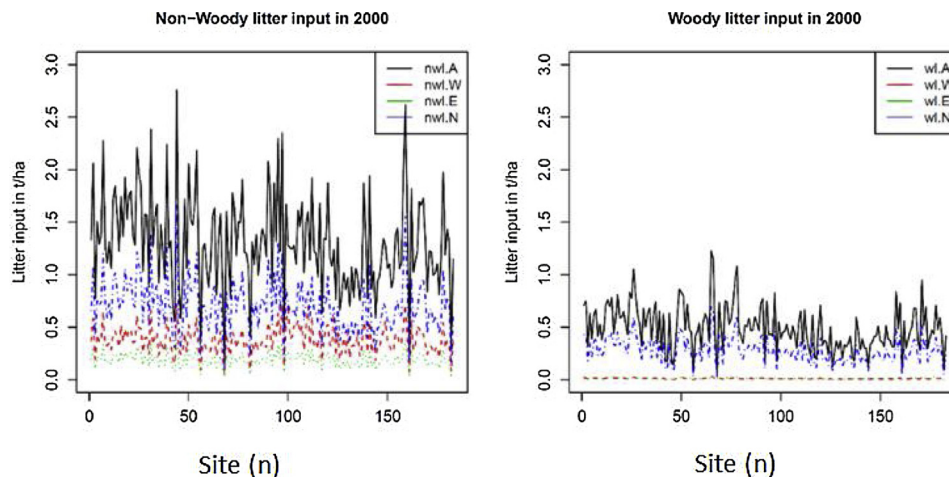 Non-Woody litter input in 2000
Litter input in t/ha
3.0
2.5
2.0
1.5
1.0
0.5
0.0
nwl.A
nwl.W
nwl.E
nwl.N
0
50
100
150
Site (n)
Woody litter input in 2000
Litter input in t/ha
3.0
2.5
2.0
1.5
1.0
0.5
0.0
wl.A
wl.W
wl.E
wl.N
0
50
100
150
Site (n)